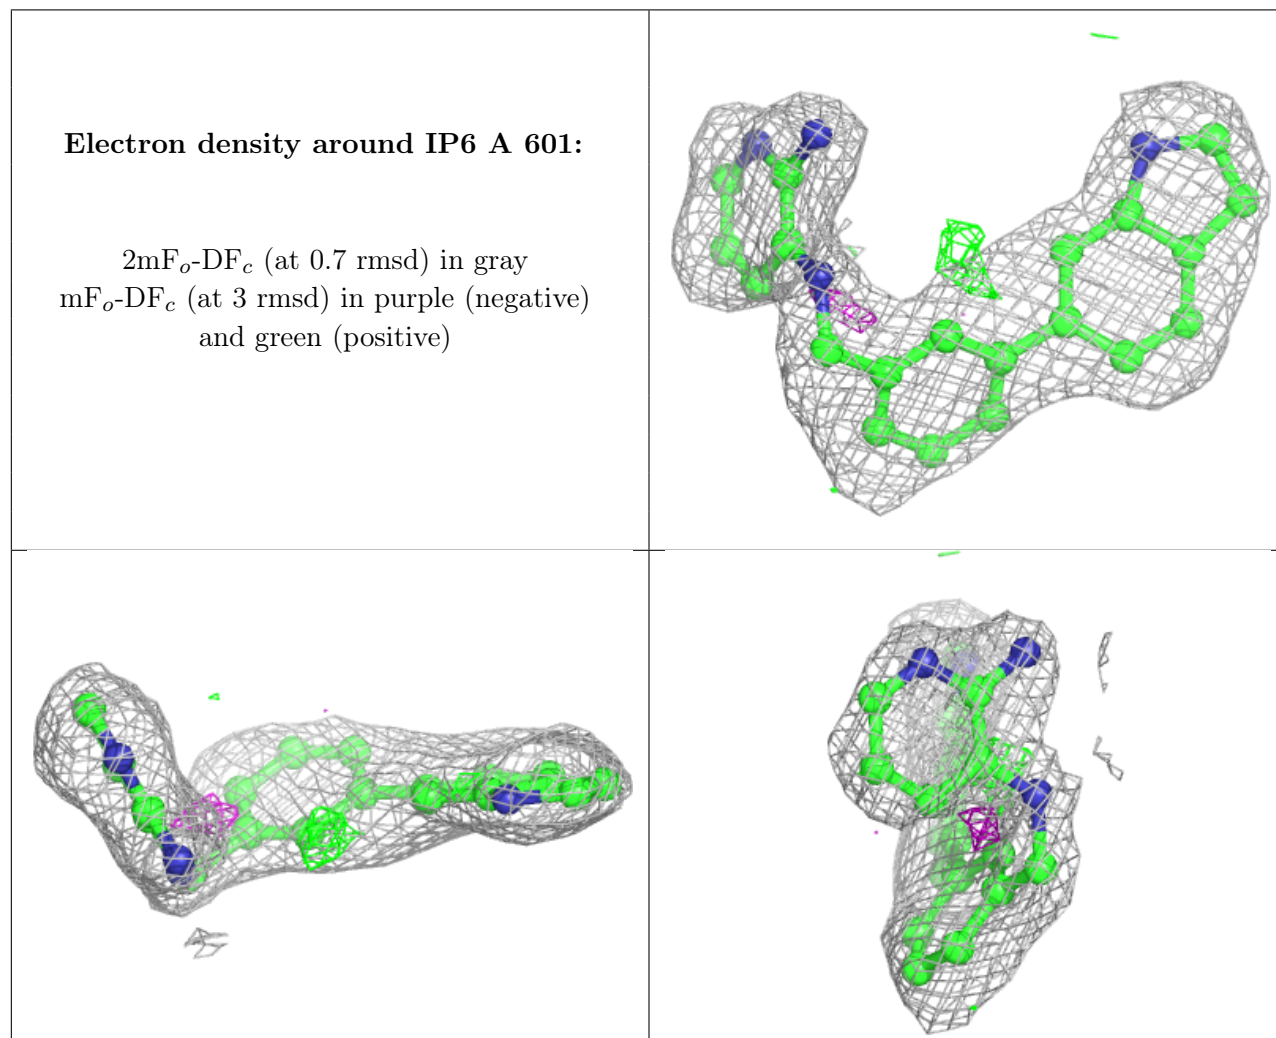 Electron density around IP6 A 601:
2mFo-DFc (at 0.7 rmsd) in gray
mFo-DFc (at 3 rmsd) in purple (negative)
and green (positive)